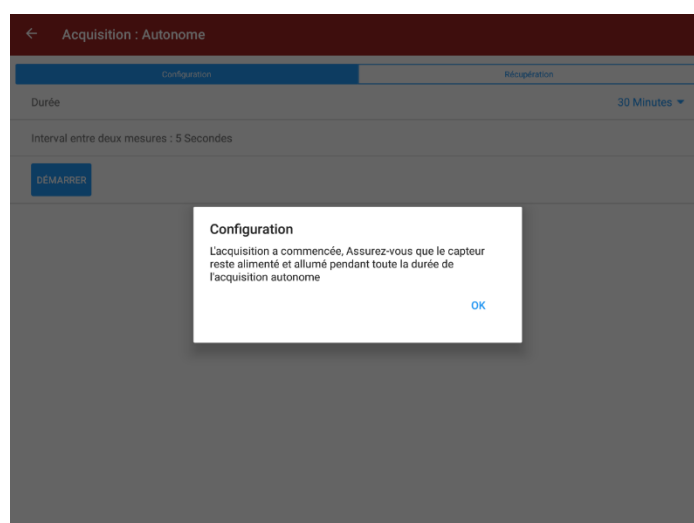 Acquisition : Autonome
Configuration
Récupération
Durée
30 Minutes
Interval entre deux mesures : 5 Secondes
DÉMARRER
Configuration
L'acquisition a commencée, Assurez-vous que le capteur
reste alimenté et allumé pendant toute la durée de
l'acquisition autonome
OK